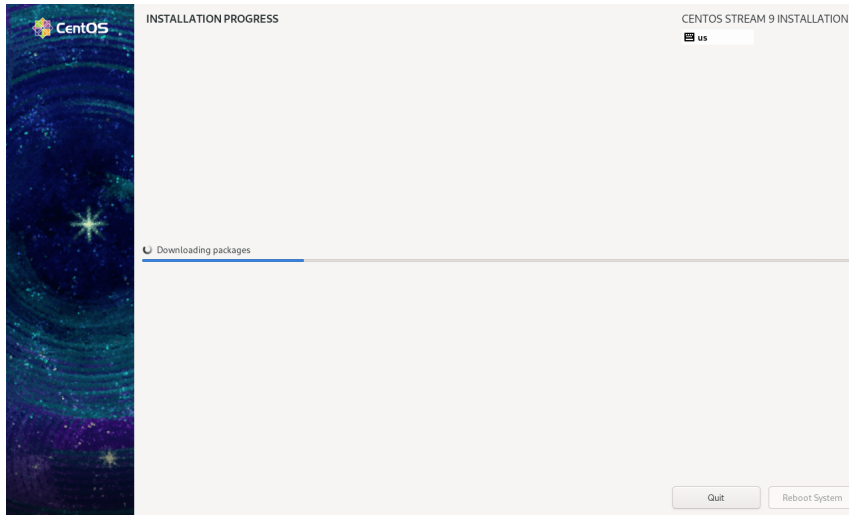 CentOS
INSTALLATION PROGRESS
CENTOS STREAM 9 INSTALLATION
us
Downloading packages
Quit
Reboot System